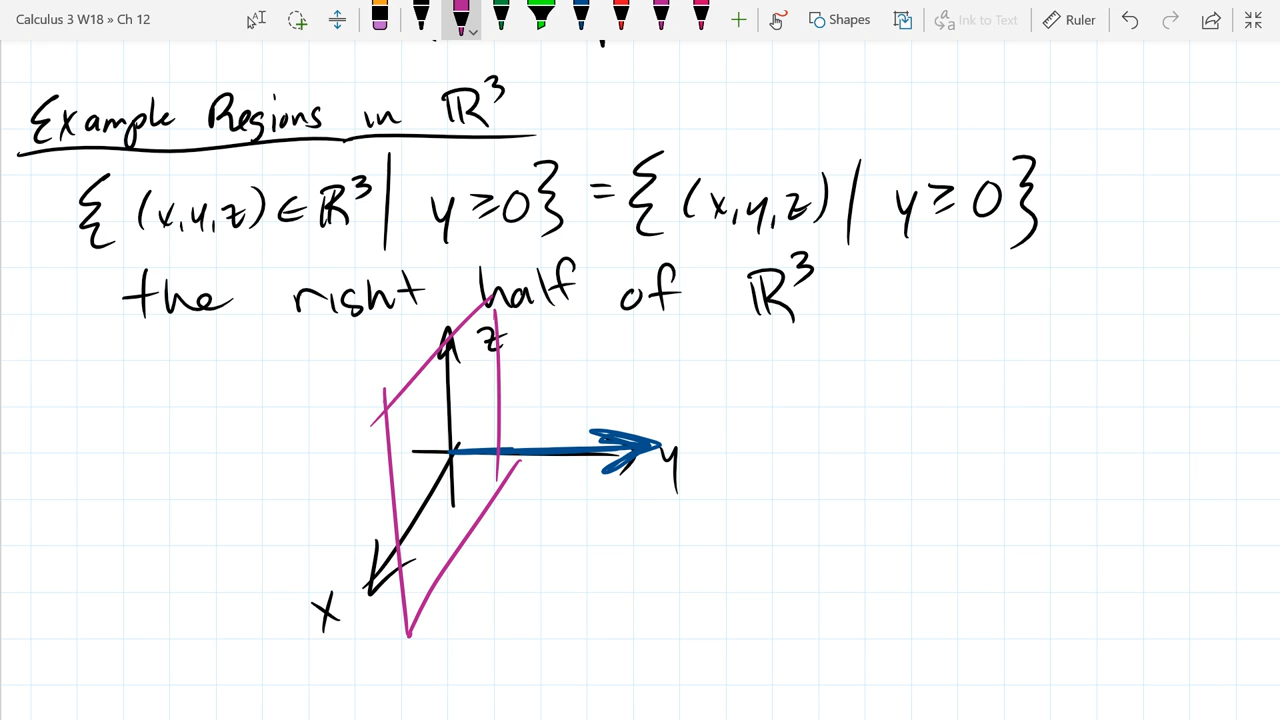 Calculus 3 W18 » Ch 12
Shapes
Ink to Text
Ruler
Example Regions in ℝ³
{ (x,y,z) ∈ ℝ³ | y ≥ 0 } = { (x,y,z) | y ≥ 0 }
the right half of ℝ³
z
y
x